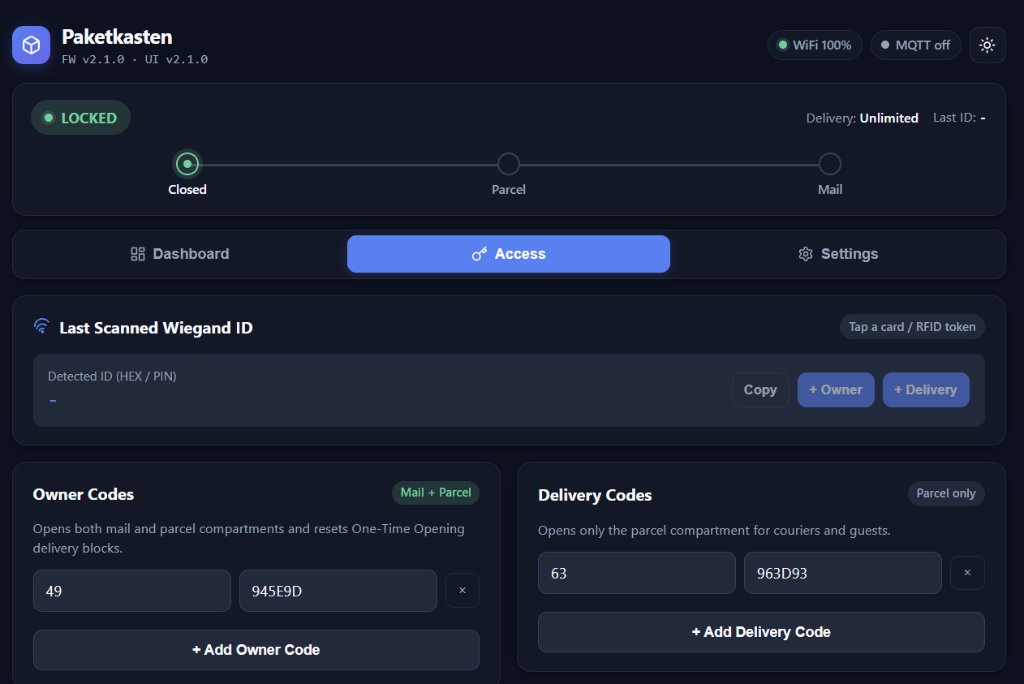 Paketkasten
FW v2.1.0 · UI v2.1.0
WiFi 100%
MQTT off
LOCKED
Delivery: Unlimited
Last ID: -
Closed
Parcel
Mail
Dashboard
Access
Settings
Last Scanned Wiegand ID
Tap a card / RFID token
Detected ID (HEX / PIN)
–
Copy
+ Owner
+ Delivery
Owner Codes
Mail + Parcel
Opens both mail and parcel compartments and resets One-Time Opening
delivery blocks.
49
945E9D
×
+ Add Owner Code
Delivery Codes
Parcel only
Opens only the parcel compartment for couriers and guests.
63
963D93
×
+ Add Delivery Code